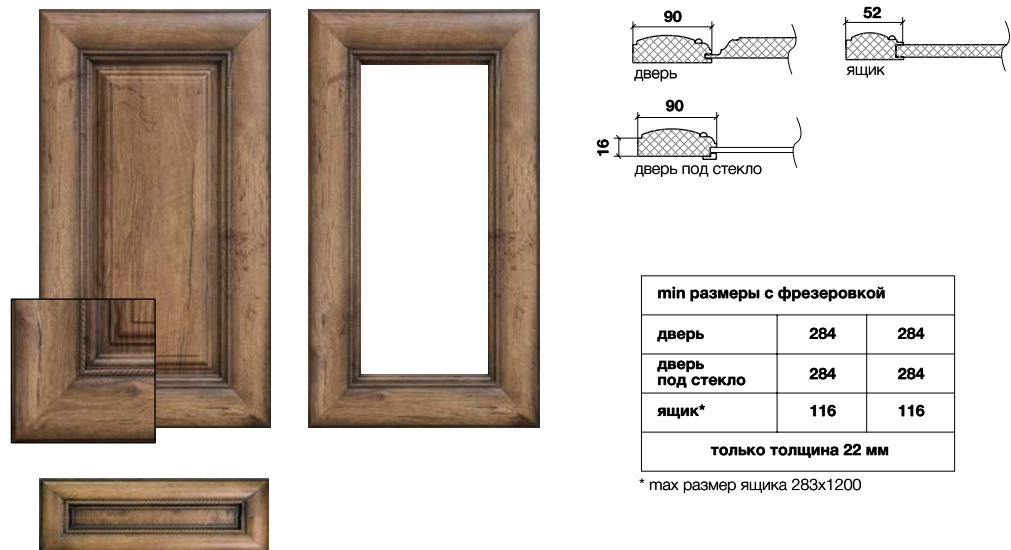 90
дверь
52
ящик
90
16
дверь под стекло
min размеры с фрезеровкой
дверь 284 284
дверь
под стекло 284 284
ящик* 116 116
только толщина 22 мм
* max размер ящика 283x1200